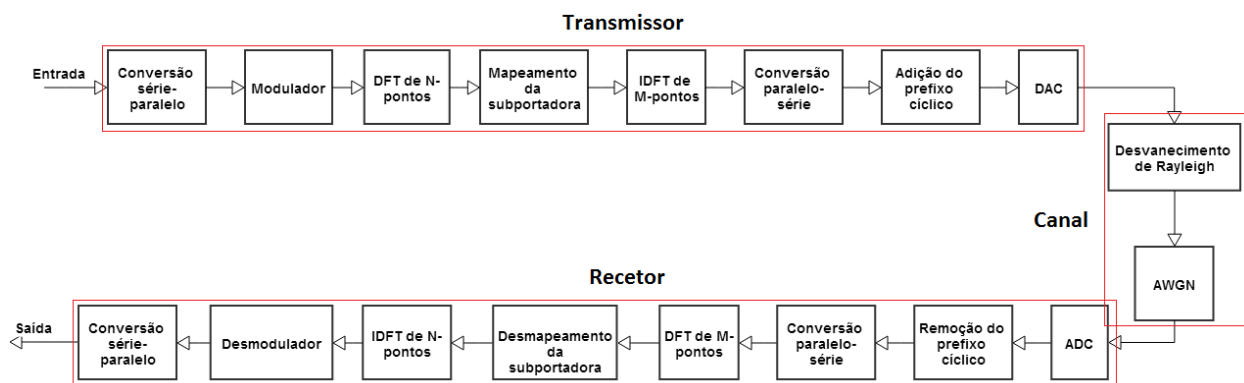 Transmissor
Entrada
Conversão
série-
paralelo
Modulador
DFT de N-
pontos
Mapeamento
da
subportadora
IDFT de
M-pontos
Conversão
paralelo-
série
Adição do
prefixo
cíclico
DAC
Desvanecimento
de Rayleigh
Canal
AWGN
Recetor
Saída
Conversão
série-
paralelo
Desmodulador
IDFT de N-
pontos
Desmapeamento
da
subportadora
DFT de M-
pontos
Conversão
paralelo-
série
Remoção do
prefixo
cíclico
ADC